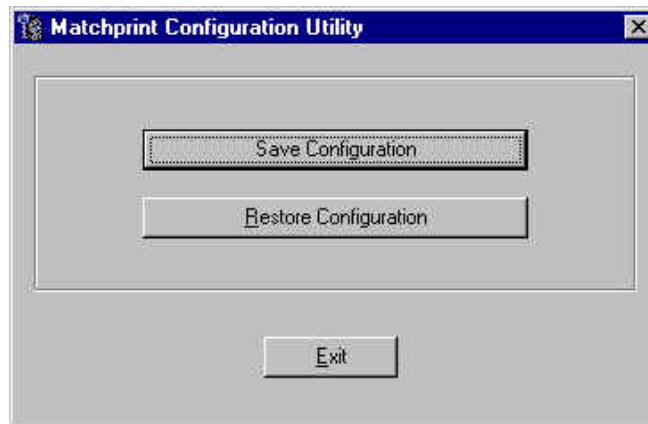 Matchprint Configuration Utility
Save Configuration
Restore Configuration
Exit